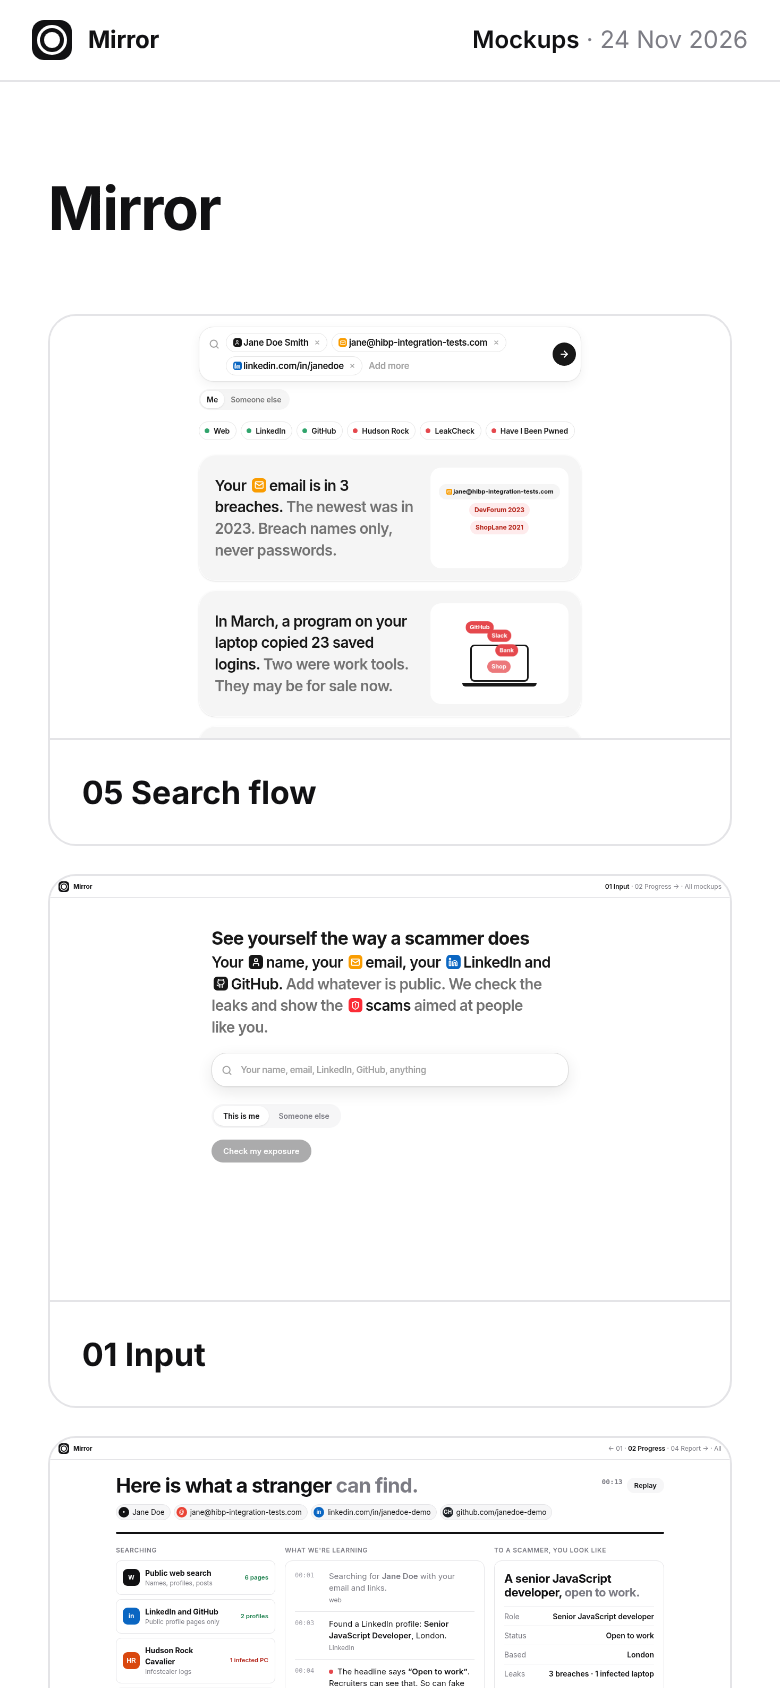 Mirror
Mockups · 24 Nov 2026
Mirror
Jane Doe Smith ×
jane@hibp-integration-tests.com ×
linkedin.com/in/janedoe ×
Add more
Me
Someone else
Web
LinkedIn
GitHub
Hudson Rock
LeakCheck
Have I Been Pwned
Your email is in 3
breaches. The newest was in
2023. Breach names only,
never passwords.
jane@hibp-integration-tests.com
DevForum 2023
ShopLane 2021
In March, a program on your
laptop copied 23 saved
logins. Two were work tools.
They may be for sale now.
GitHub
Slack
Bank
Shop
05 Search flow
Mirror
01 Input · 02 Progress → · All mockups
See yourself the way a scammer does
Your name, your email, your LinkedIn and
GitHub. Add whatever is public. We check the
leaks and show the scams aimed at people
like you.
Your name, email, LinkedIn, GitHub, anything
This is me
Someone else
Check my exposure
01 Input
Mirror
← 01 · 02 Progress · 04 Report → · All
Here is what a stranger can find.
00:13
Replay
Jane Doe
jane@hibp-integration-tests.com
in
linkedin.com/in/janedoe-demo
GH
github.com/janedoe-demo
SEARCHING
W
Public web search
Names, profiles, posts
6 pages
in
LinkedIn and GitHub
Public profile pages only
2 profiles
HR
Hudson Rock
Cavalier
Infostealer logs
1 infected PC
WHAT WE'RE LEARNING
00:01
Searching for Jane Doe with your
email and links.
web
00:03
Found a LinkedIn profile: Senior
JavaScript Developer, London.
LinkedIn
00:04
The headline says “Open to work”.
Recruiters can see that. So can fake
TO A SCAMMER, YOU LOOK LIKE
A senior JavaScript
developer, open to work.
Role
Senior JavaScript developer
Status
Open to work
Based
London
Leaks
3 breaches · 1 infected laptop